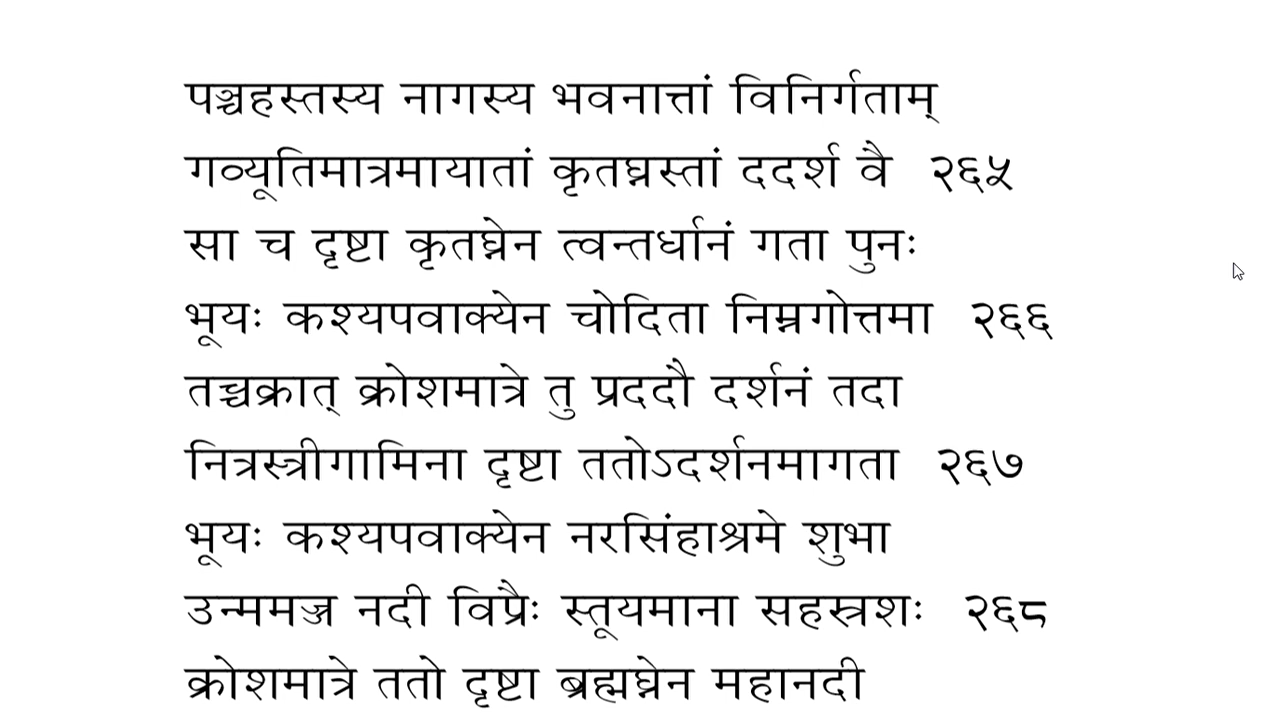 पञ्चहस्तस्य नागस्य भवनात्तां विनिर्गताम्
गव्यूतिमात्रमायातां कृतघ्नस्तां ददर्श वै २६५
सा च दृष्टा कृतघ्नेन त्वन्तर्धानं गता पुनः
भूयः कश्यपवाक्येन चोदिता निम्नगोत्तमा २६६
तच्चक्रात् क्रोशमात्रे तु प्रददौ दर्शनं तदा
नित्रस्त्रीगामिना दृष्टा ततोऽदर्शनमागता २६७
भूयः कश्यपवाक्येन नरसिंहाश्रमे शुभा
उन्ममज्ज नदी विप्रैः स्तूयमाना सहस्रशः २६८
क्रोशमात्रे ततो दृष्टा ब्रह्मघ्नेन महानदी